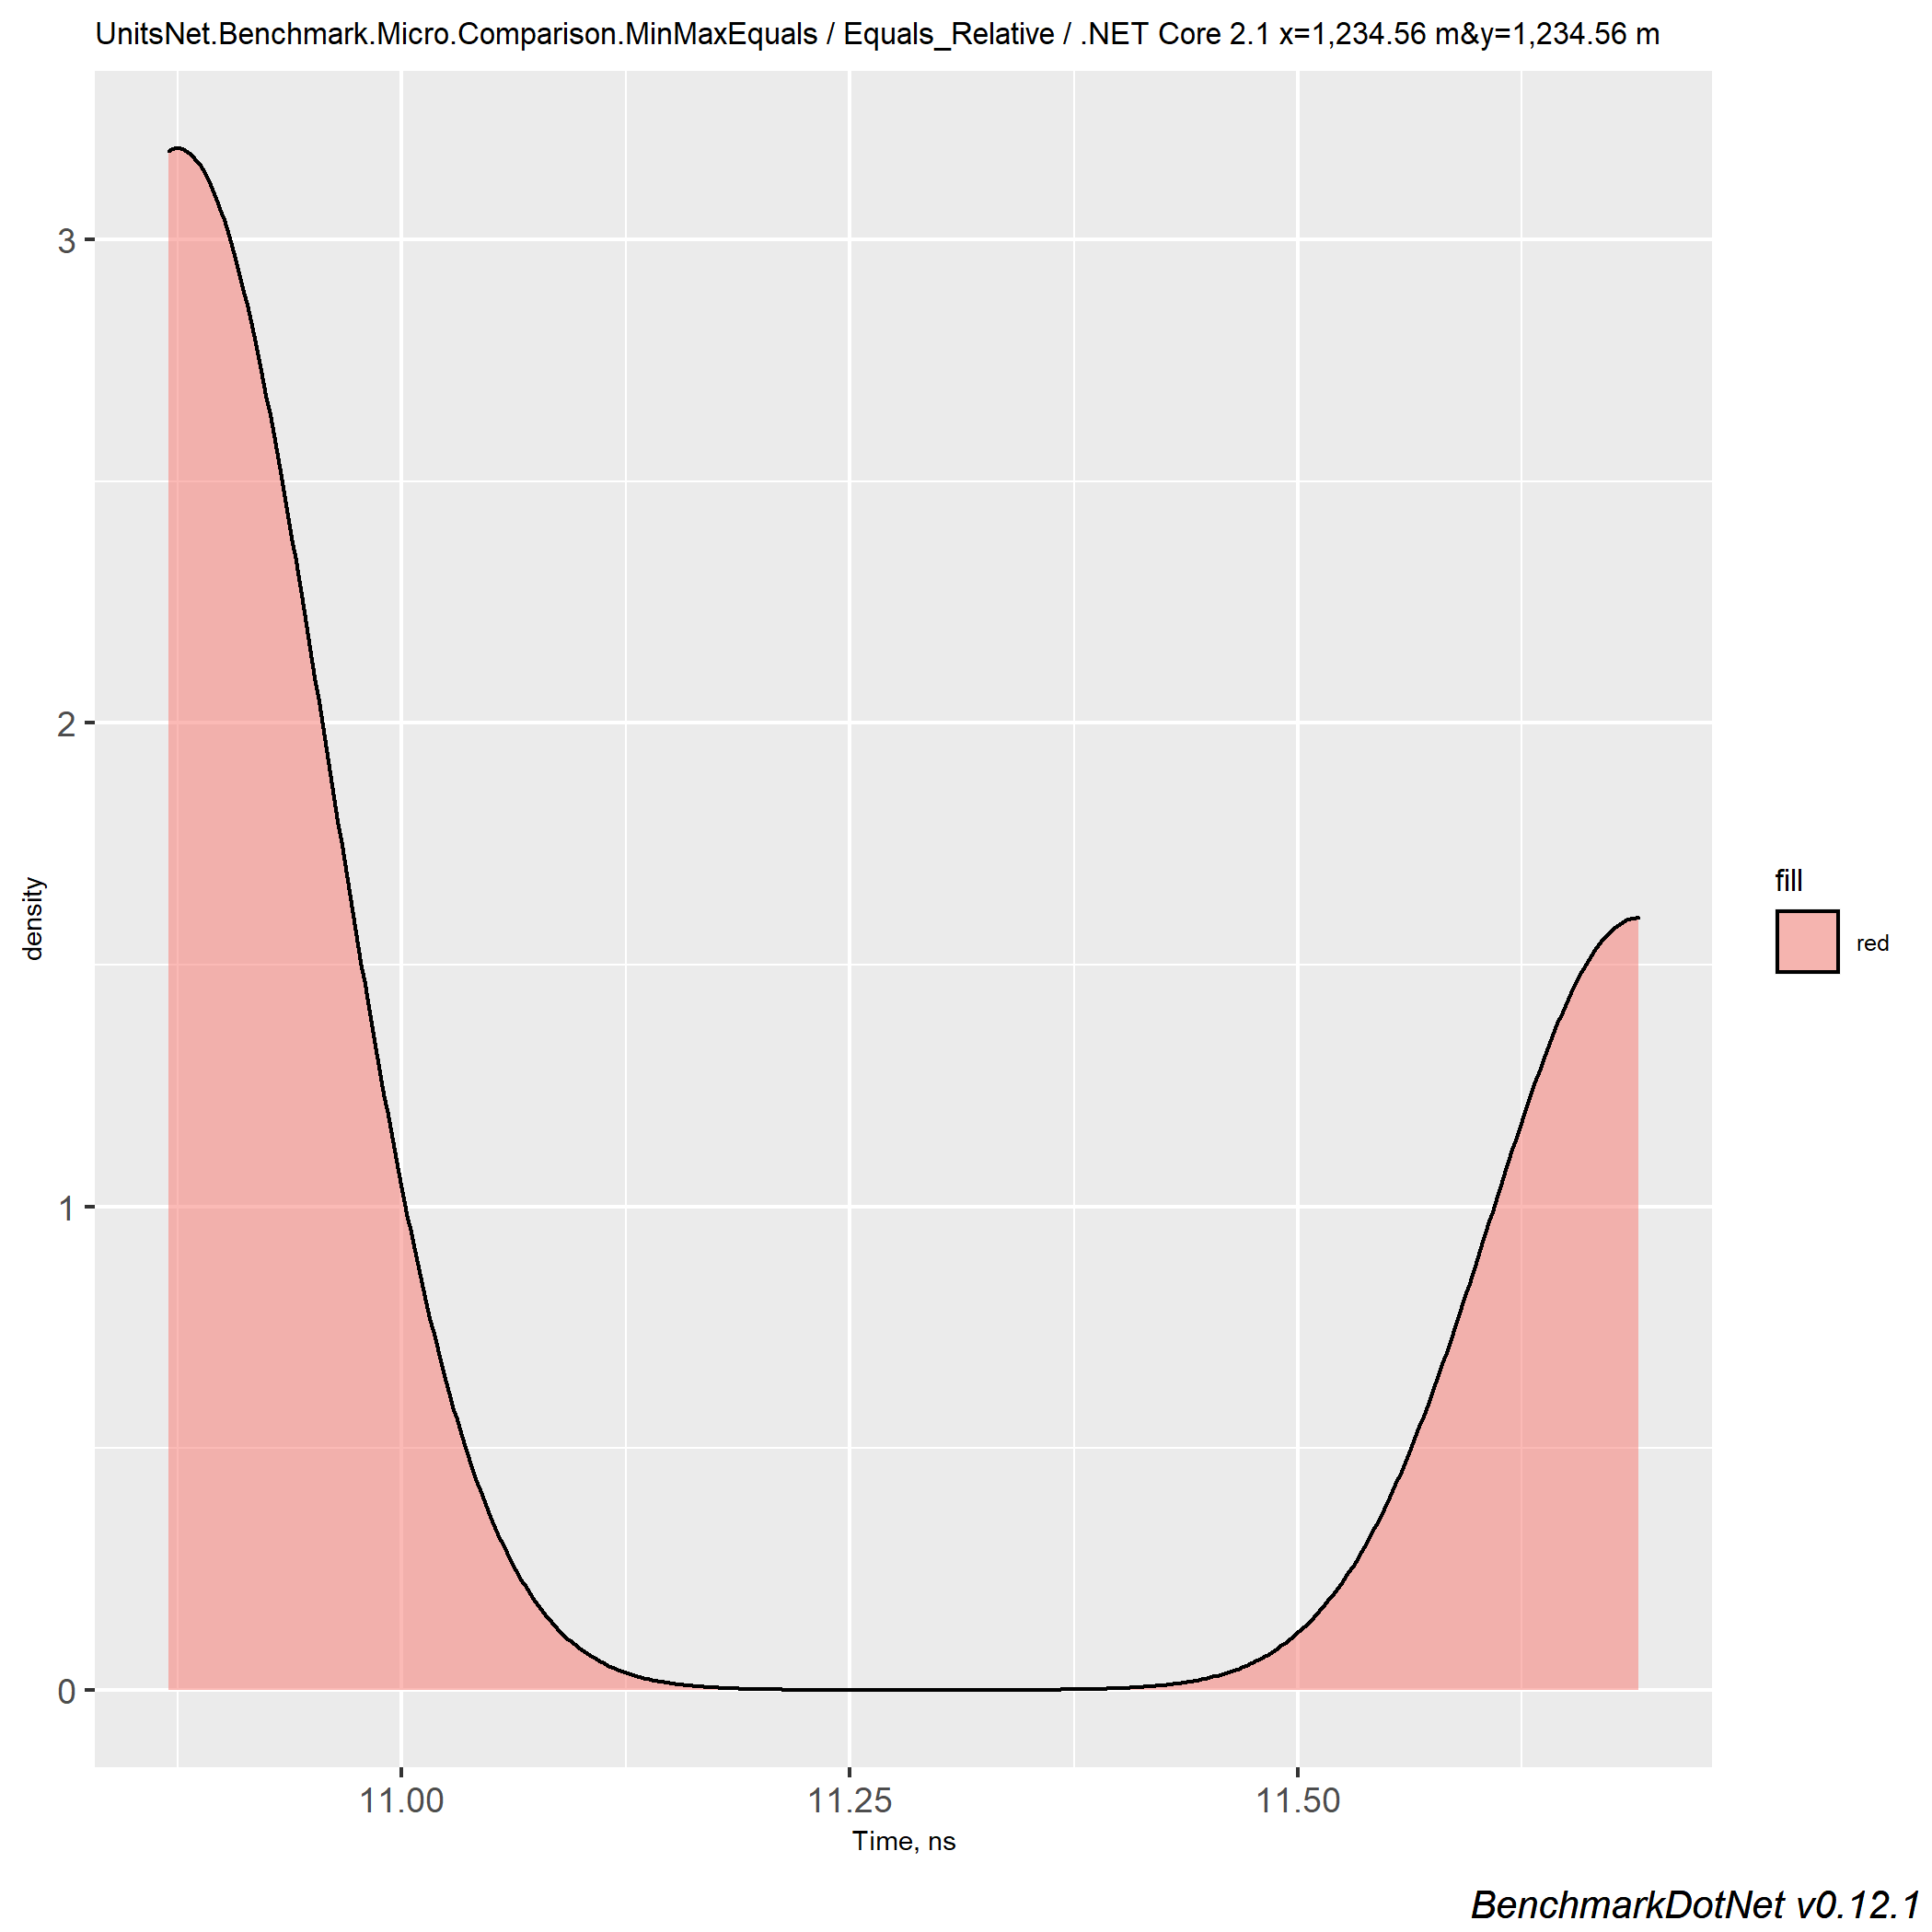 UnitsNet.Benchmark.Micro.Comparison.MinMaxEquals / Equals_Relative / .NET Core 2.1 x=1,234.56 m&y=1,234.56 m
3
2
1
0
density
11.00 11.25 11.50
Time, ns
fill
red
BenchmarkDotNet v0.12.1